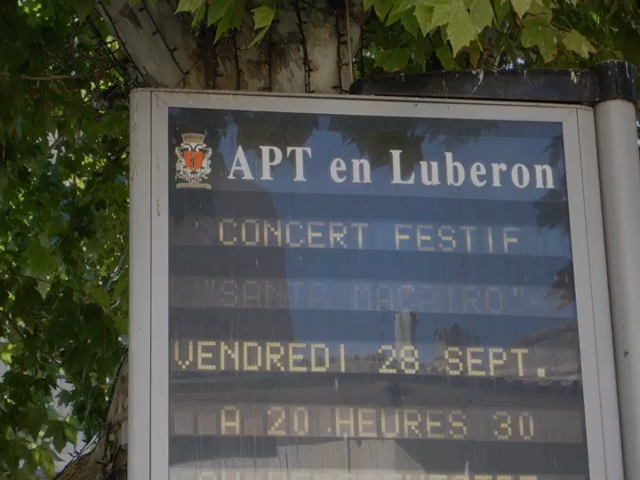 APT en Luberon
CONCERT FESTIF
"SANTA MACAIRO"
VENDREDI 28 SEPT.
A 20 HEURES 30